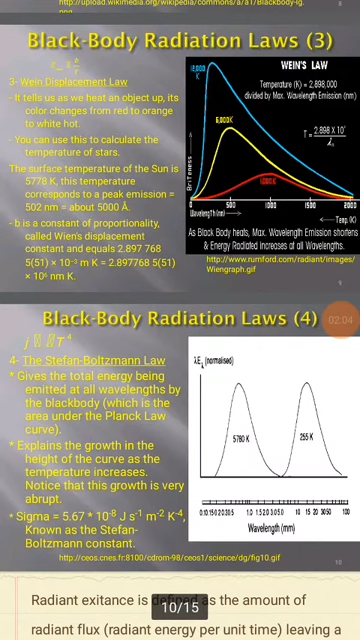 http://upload.wikimedia.org/wikipedia/commons/a/a1/Blackbody-lg.
png
8
Black-Body Radiation Laws (3)
3- Wein Displacement Law
- It tells us as we heat an object up, its
color changes from red to orange
to white hot.
- You can use this to calculate the
temperature of stars.
The surface temperature of the Sun is
5778 K, this temperature
corresponds to a peak emission =
502 nm = about 5000 Å.
- b is a constant of proportionality,
called Wien's displacement
constant and equals 2.897 768
5(51) × 10⁻³ m K = 2.897768 5(51)
× 10⁶ nm K.
WEIN'S LAW
Temperature (K) = 2,898,000
divided by Max. Wavelength Emission (nm)
12,000
K
6,000K
Briteness
0 500 1000 1500 2000
Wavelength (nm)
Temp. (K)
As Black Body heats, Max. Wavelength Emission shortens
& Energy Radiated increases at all Wavelengths.
http://www.rumford.com/radiant/images/
Wiengraph.gif
9
02:04
Black-Body Radiation Laws (4)
4- The Stefan-Boltzmann Law
* Gives the total energy being
emitted at all wavelengths by
the blackbody (which is the
area under the Planck Law
curve).
* Explains the growth in the
height of the curve as the
temperature increases.
Notice that this growth is very
abrupt.
* Sigma = 5.67 * 10⁻⁸ J s⁻¹ m⁻² K⁻⁴,
Known as the Stefan-
Boltzmann constant.
λEλ (normalised)
5780 K
255 K
Wavelength (mm)
http://ceos.cnes.fr:8100/cdrom-98/ceos1/science/dg/fig10.gif
10
Radiant exitance is defined as the amount of
10/15
radiant flux (radiant energy per unit time) leaving a